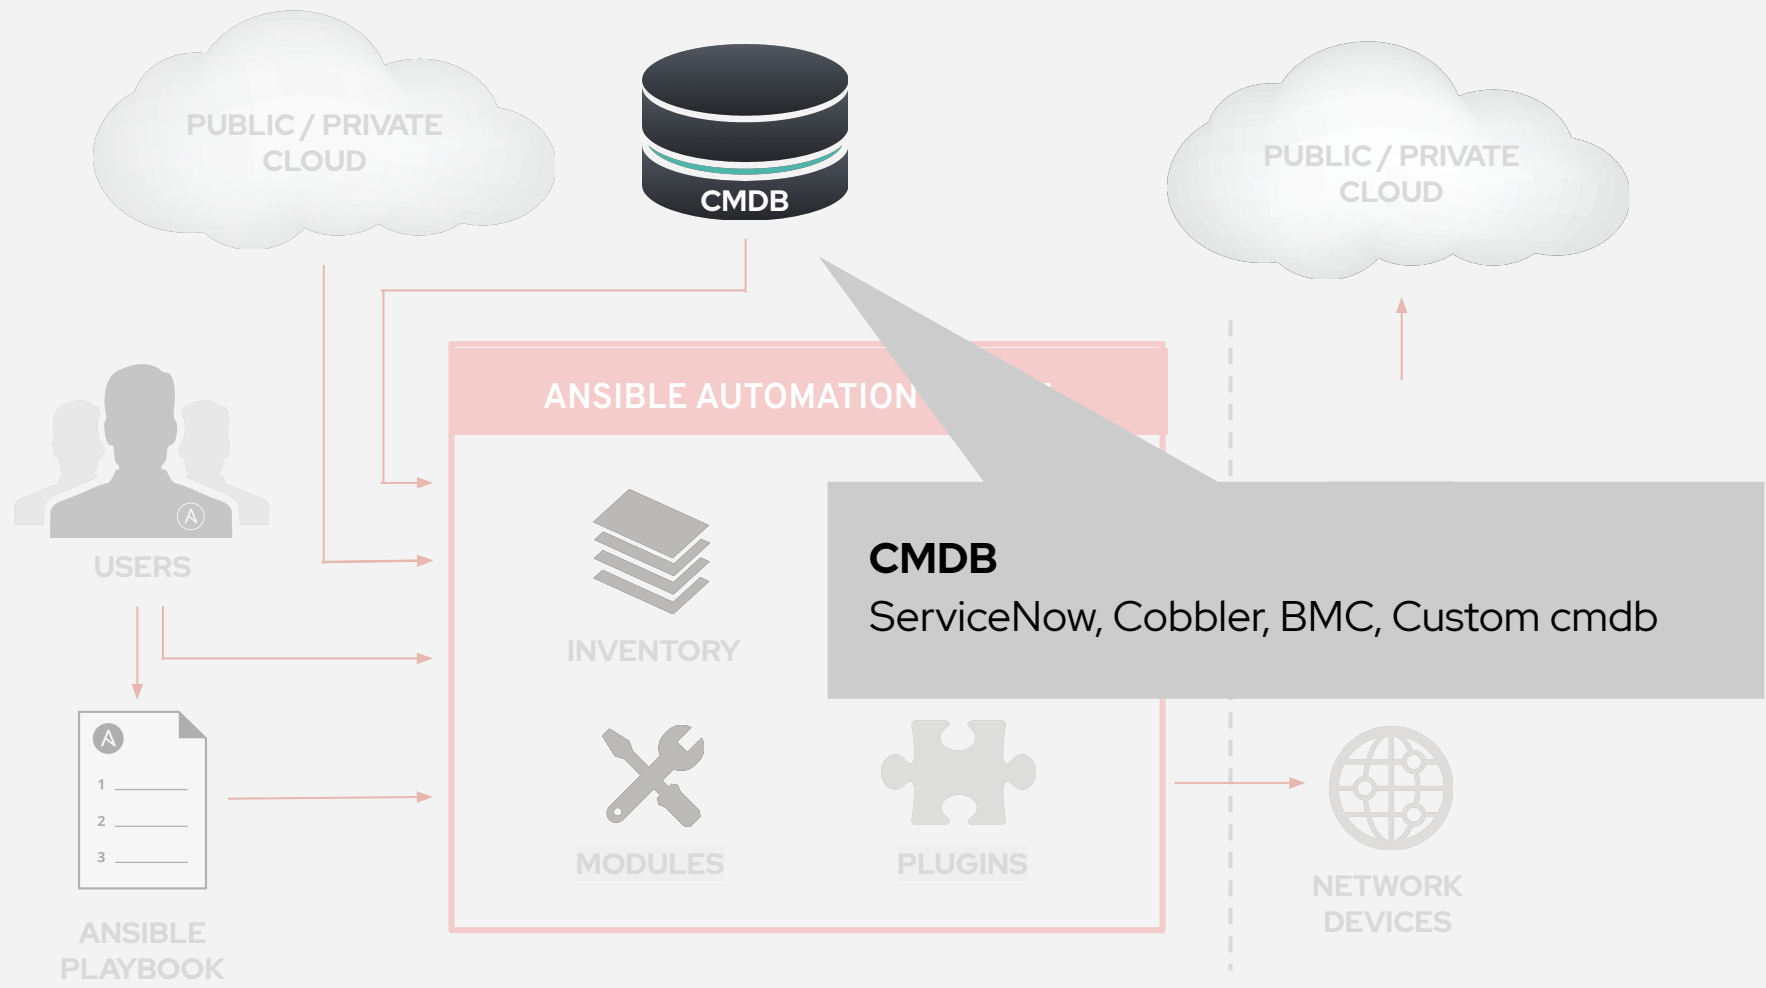 PUBLIC / PRIVATE
CLOUD
CMDB
PUBLIC / PRIVATE
CLOUD
ANSIBLE AUTOMATION
USERS
CMDB
ServiceNow, Cobbler, BMC, Custom cmdb
INVENTORY
1
2
3
MODULES
PLUGINS
NETWORK
DEVICES
ANSIBLE
PLAYBOOK